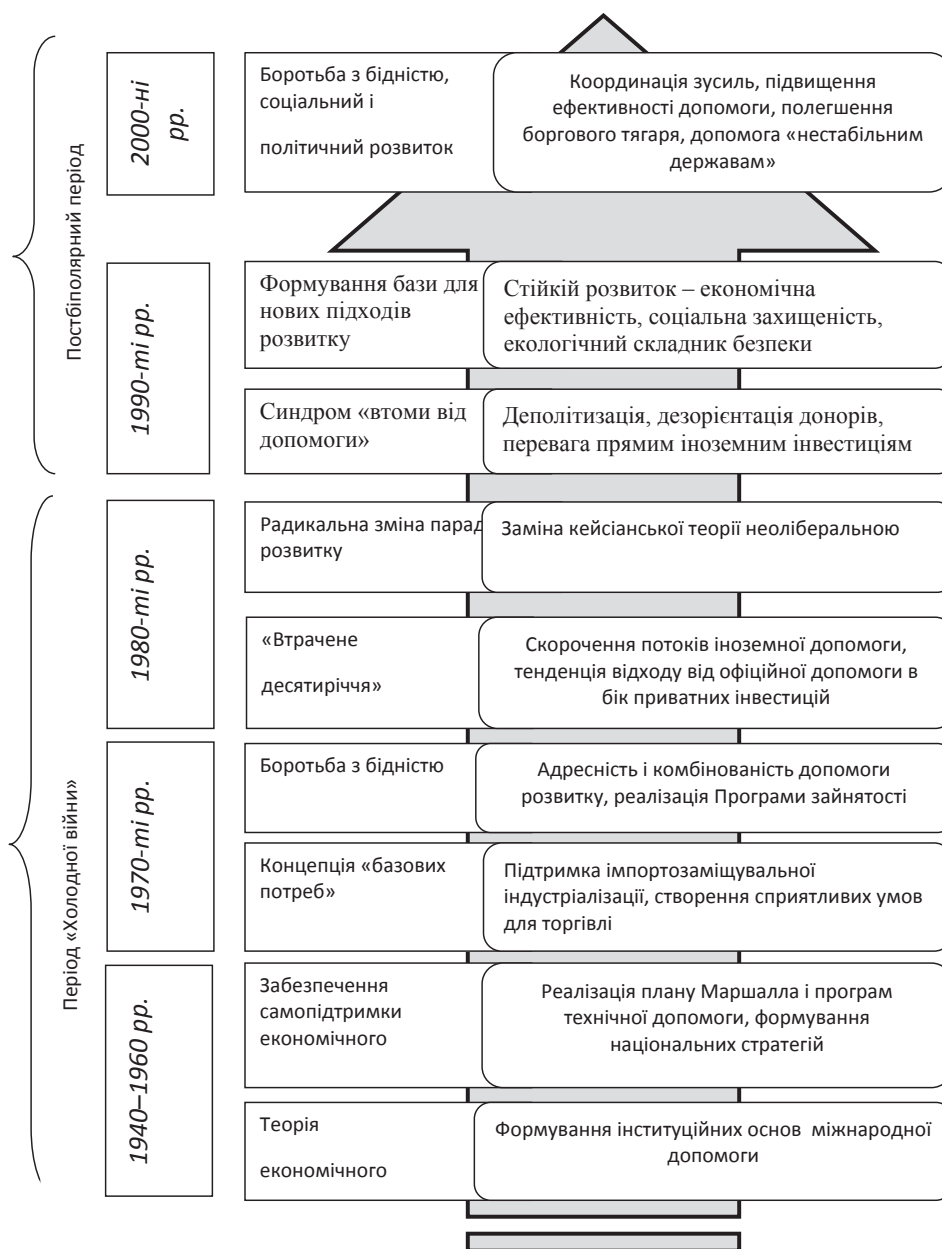 Постбіполярний період
2000-ні
рр.
Боротьба з бідністю,
соціальний і
політичний розвиток
Координація зусиль, підвищення
ефективності допомоги, полегшення
боргового тягаря, допомога «нестабільним
державам»
1990-ті рр.
Формування бази для
нових підходів
розвитку
Стійкій розвиток – економічна
ефективність, соціальна захищеність,
екологічний складник безпеки
Синдром «втоми від
допомоги»
Деполітизація, дезорієнтація донорів,
перевага прямим іноземним інвестиціям
Період «Холодної війни»
1980-ті рр.
Радикальна зміна парад
розвитку
Заміна кейсіанської теорії неоліберальною
«Втрачене
десятиріччя»
Скорочення потоків іноземної допомоги,
тенденція відходу від офіційної допомоги в
бік приватних інвестицій
1970-ті рр.
Боротьба з бідністю
Адресність і комбінованість допомоги
розвитку, реалізація Програми зайнятості
Концепція «базових
потреб»
Підтримка імпортозаміщувальної
індустріалізації, створення сприятливих умов
для торгівлі
1940–1960 рр.
Забезпечення
самопідтримки
економічного
Реалізація плану Маршалла і програм
технічної допомоги, формування
національних стратегій
Теорія
економічного
Формування інституційних основ міжнародної
допомоги